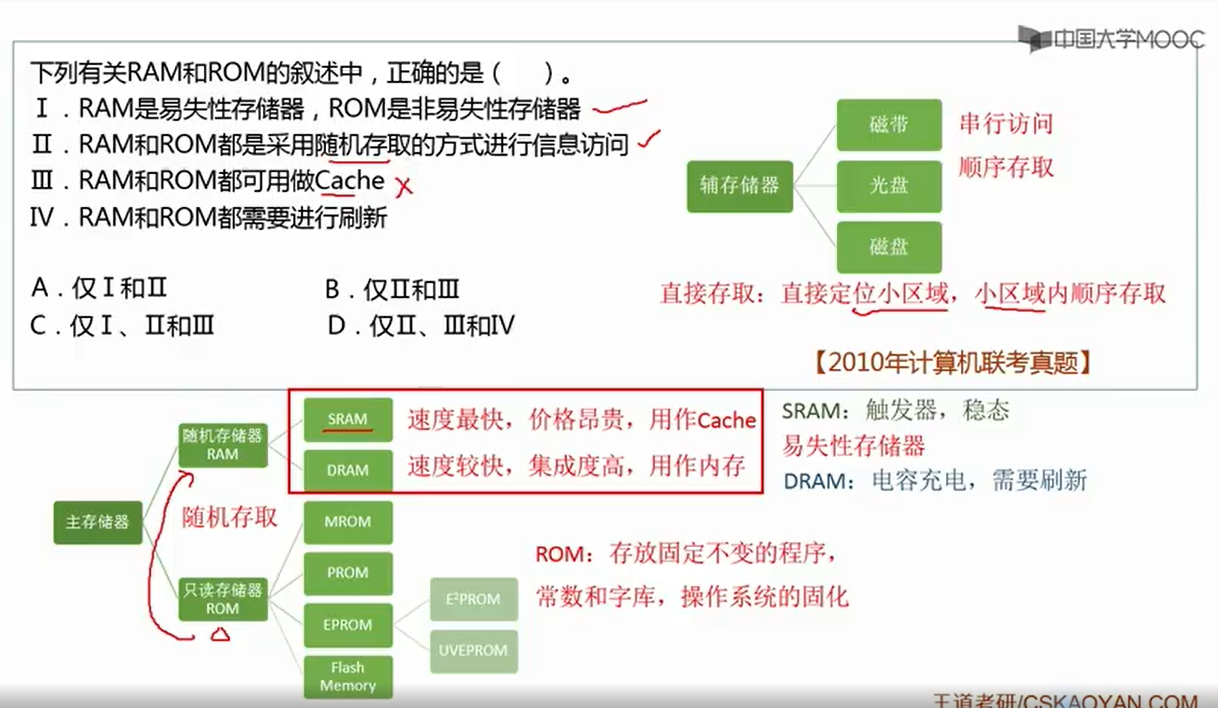 中国大学MOOC
下列有关RAM和ROM的叙述中，正确的是（    ）。
Ⅰ．RAM是易失性存储器，ROM是非易失性存储器
Ⅱ．RAM和ROM都是采用随机存取的方式进行信息访问
Ⅲ．RAM和ROM都可用做Cache
Ⅳ．RAM和ROM都需要进行刷新
A．仅Ⅰ和Ⅱ
B．仅Ⅱ和Ⅲ
C．仅Ⅰ、Ⅱ和Ⅲ
D．仅Ⅱ、Ⅲ和Ⅳ
辅存储器
磁带
光盘
磁盘
串行访问
顺序存取
直接存取：直接定位小区域，小区域内顺序存取
【2010年计算机联考真题】
主存储器
随机存储器
RAM
随机存取
只读存储器
ROM
SRAM
速度最快，价格昂贵，用作Cache
DRAM
速度较快，集成度高，用作内存
SRAM：触发器，稳态
易失性存储器
DRAM：电容充电，需要刷新
MROM
PROM
EPROM
Flash
Memory
E²PROM
UVEPROM
ROM：存放固定不变的程序，
常数和字库，操作系统的固化
王道考研/CSKAOYAN.COM